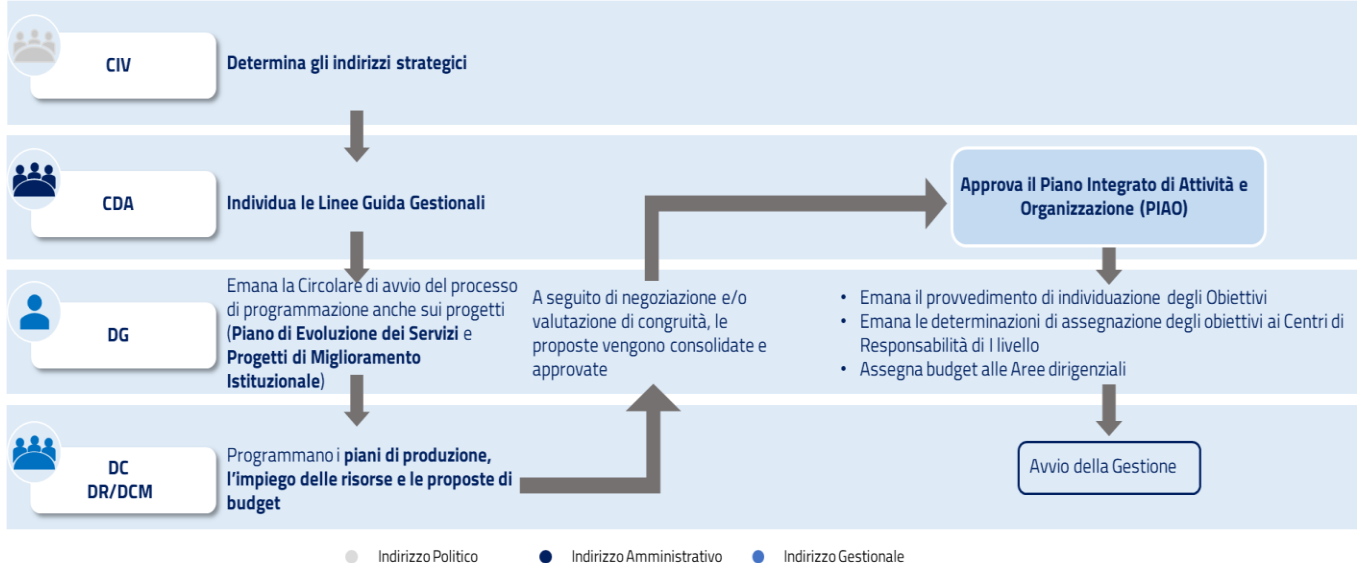 CIV
Determina gli indirizzi strategici
CDA
Individua le Linee Guida Gestionali
Approva il Piano Integrato di Attività e
Organizzazione (PIAO)
DG
Emana la Circolare di avvio del processo
di programmazione anche sui progetti
(Piano di Evoluzione dei Servizi e
Progetti di Miglioramento
Istituzionale)
A seguito di negoziazione e/o
valutazione di congruità, le
proposte vengono consolidate e
approvate
• Emana il provvedimento di individuazione degli Obiettivi
• Emana le determinazioni di assegnazione degli obiettivi ai Centri di
Responsabilità di I livello
• Assegna budget alle Aree dirigenziali
DC
DR/DCM
Programmano i piani di produzione,
l'impiego delle risorse e le proposte di
budget
Avvio della Gestione
Indirizzo Politico
Indirizzo Amministrativo
Indirizzo Gestionale